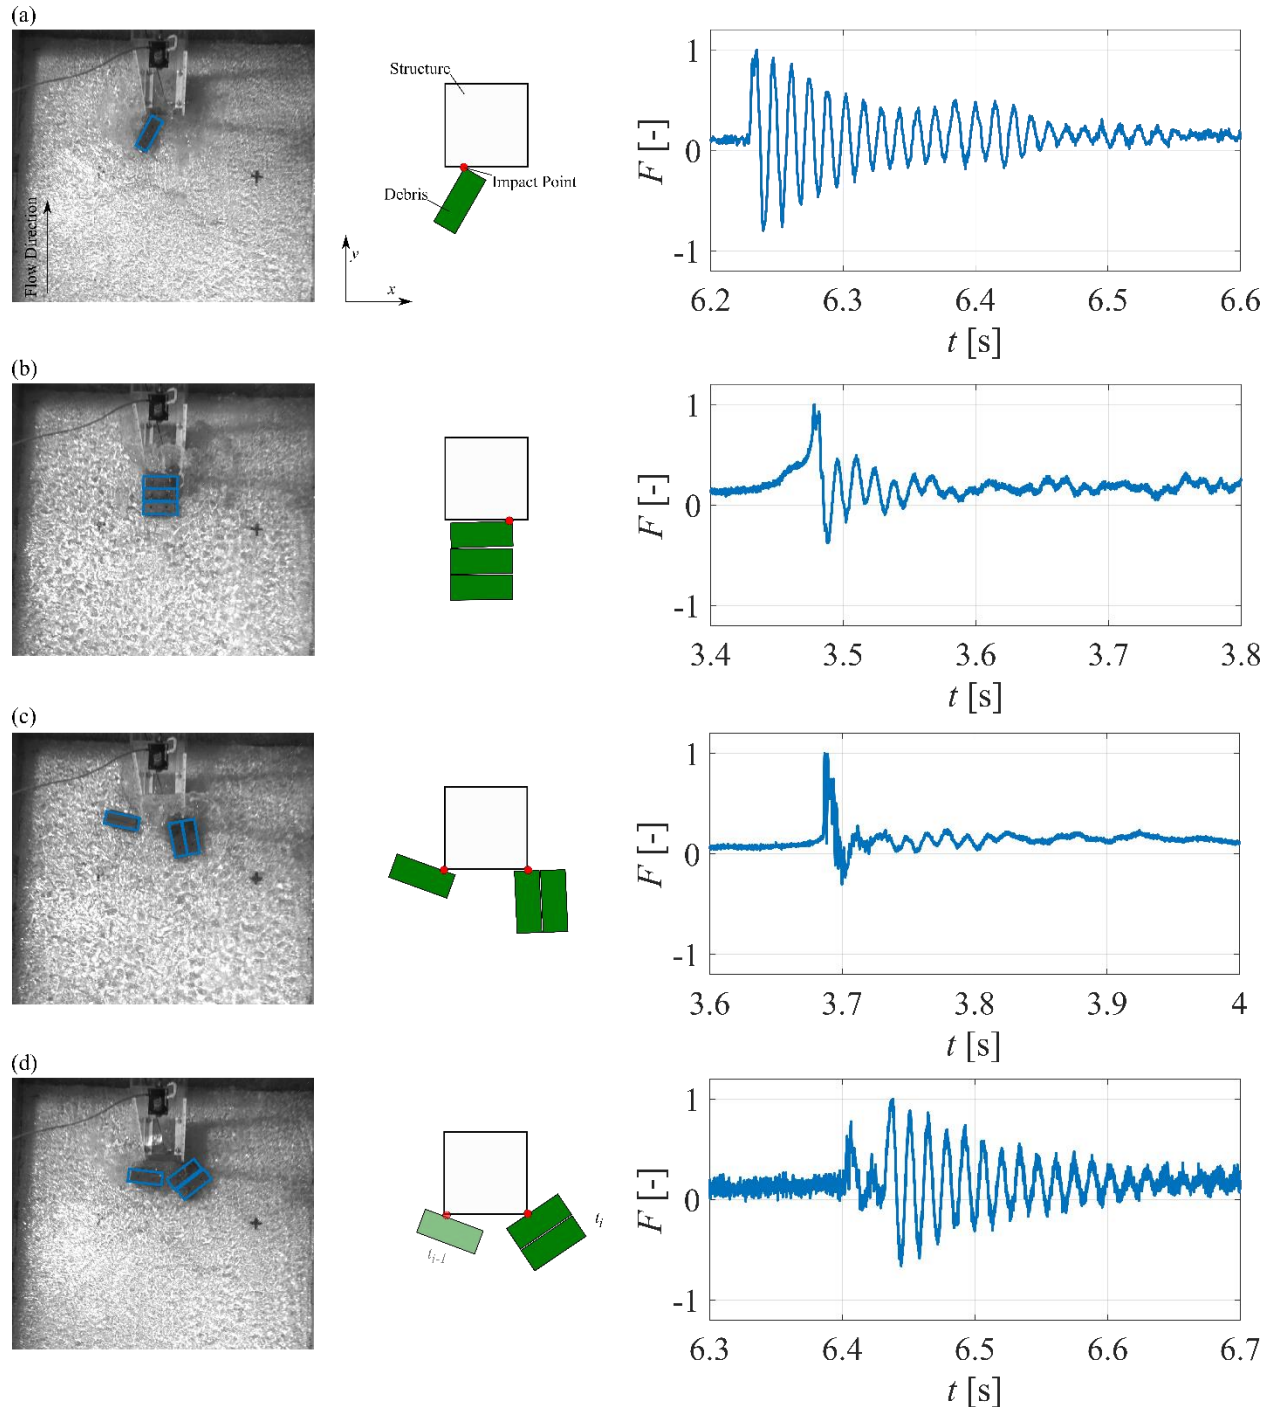 (a)
Flow Direction
Structure
Impact Point
Debris
y
x
F [-]
1
0
-1
6.2 6.3 6.4 6.5 6.6
t [s]
(b)
F [-]
1
0
-1
3.4 3.5 3.6 3.7 3.8
t [s]
(c)
F [-]
1
0
-1
3.6 3.7 3.8 3.9 4
t [s]
(d)
t_i
t_{i-1}
F [-]
1
0
-1
6.3 6.4 6.5 6.6 6.7
t [s]